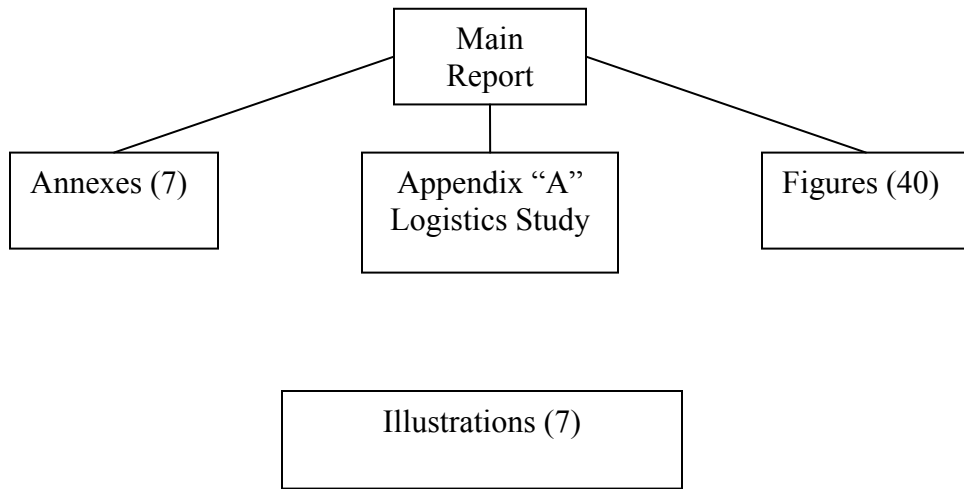 Main
Report
Annexes (7)
Appendix “A”
Logistics Study
Figures (40)
Illustrations (7)